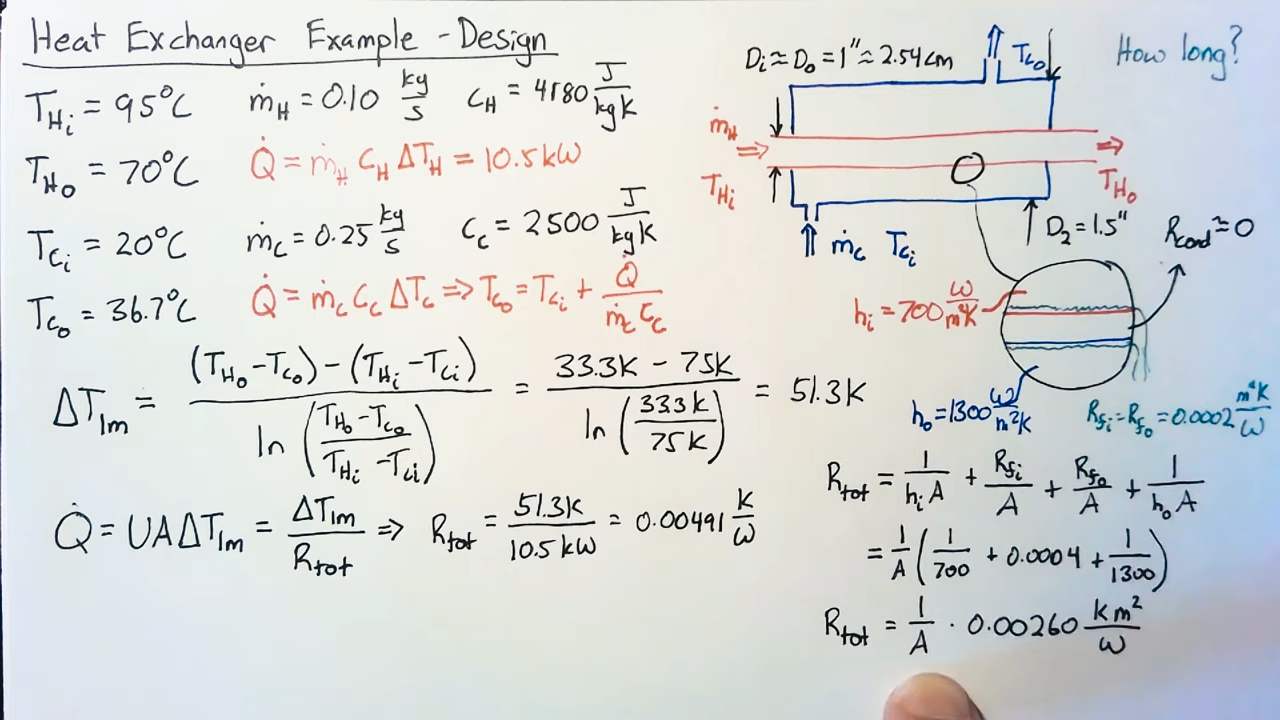 Heat Exchanger Example - Design
T_Hi = 95°C ṁ_H = 0.10 kg/s c_H = 4180 J/kgK
T_Ho = 70°C Q̇ = ṁ_H C_H ΔT_H = 10.5kW
T_Ci = 20°C ṁ_C = 0.25 kg/s C_C = 2500 J/kgK
T_Co = 36.7°C Q̇ = ṁ_C C_C ΔT_C ⇒ T_Co = T_Ci + Q̇/(ṁ_C C_C)
ΔT_lm = ((T_Ho - T_Co) - (T_Hi - T_Ci))/(ln((T_Ho - T_Co)/(T_Hi - T_Ci))) = (33.3K - 75K)/(ln(33.3K/75K)) = 51.3K
Q̇ = UAΔT_lm = ΔT_lm/R_tot ⇒ R_tot = 51.3K/10.5kW = 0.00491 K/W
D_i ≈ D_o = 1" ≈ 2.54cm
T_Co
How long?
ṁ_H
T_Hi
T_Ho
ṁ_C T_Ci
D_2 = 1.5"
R_cond ≈ 0
h_i = 700 W/m²K
h_o = 1300 W/m²K
R_fi = R_fo = 0.0002 m²K/W
R_tot = 1/(h_i A) + R_fi/A + R_fo/A + 1/(h_o A)
= 1/A (1/700 + 0.0004 + 1/1300)
R_tot = 1/A · 0.00260 Km²/W